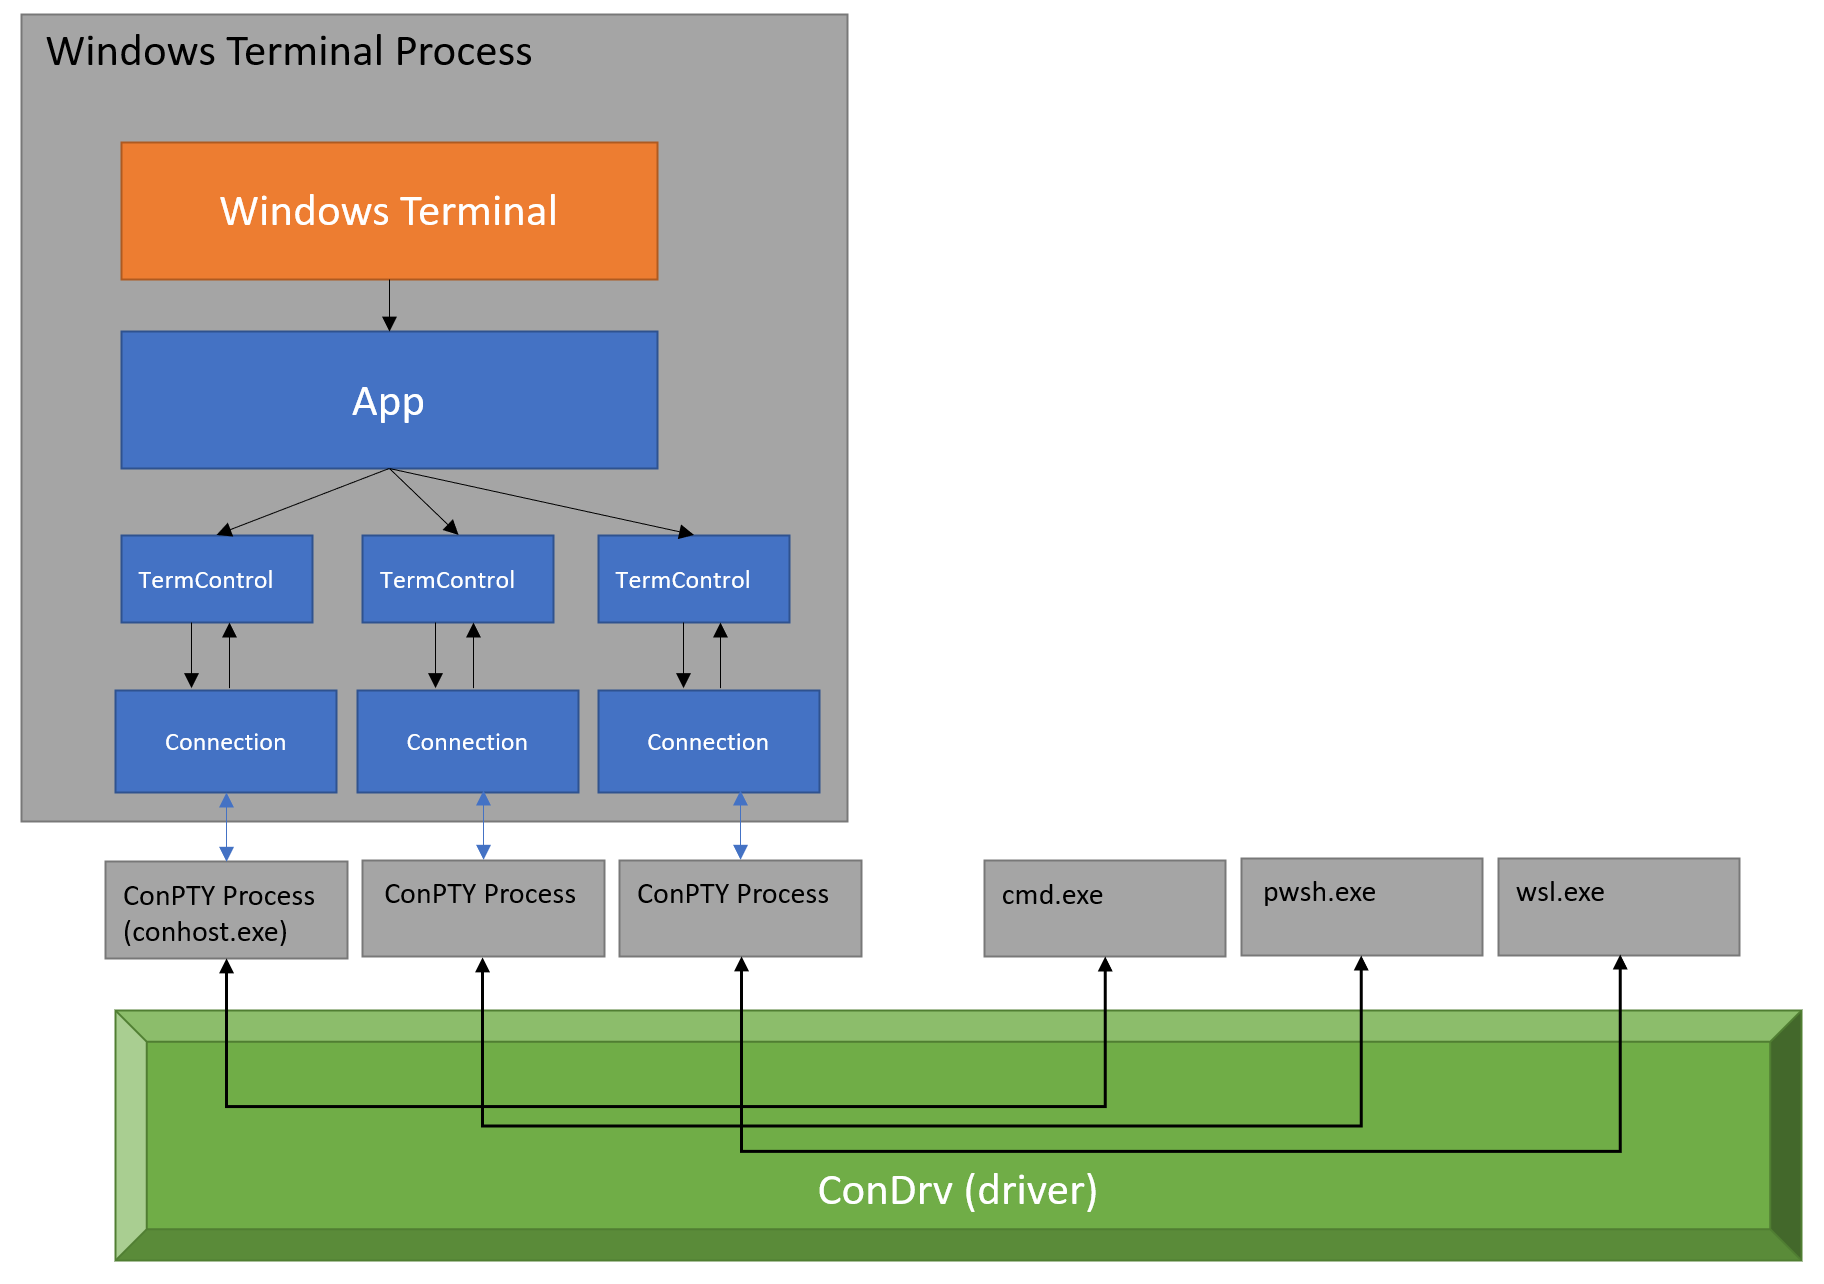 Windows Terminal Process
Windows Terminal
App
TermControl
TermControl
TermControl
Connection
Connection
Connection
ConPTY Process
(conhost.exe)
ConPTY Process
ConPTY Process
cmd.exe
pwsh.exe
wsl.exe
ConDrv (driver)